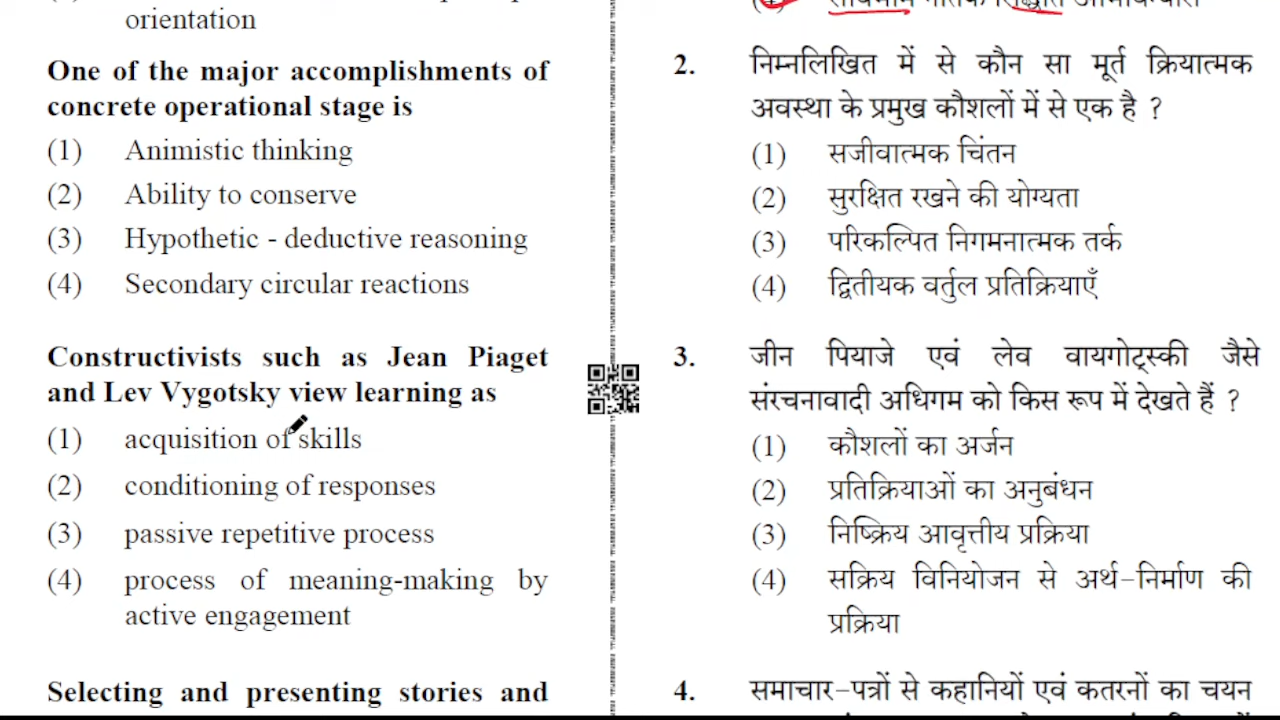 orientation
One of the major accomplishments of
concrete operational stage is
(1) Animistic thinking
(2) Ability to conserve
(3) Hypothetic - deductive reasoning
(4) Secondary circular reactions
Constructivists such as Jean Piaget
and Lev Vygotsky view learning as
(1) acquisition of skills
(2) conditioning of responses
(3) passive repetitive process
(4) process of meaning-making by
active engagement
Selecting and presenting stories and
2. निम्नलिखित में से कौन सा मूर्त क्रियात्मक
अवस्था के प्रमुख कौशलों में से एक है ?
(1) सजीवात्मक चिंतन
(2) सुरक्षित रखने की योग्यता
(3) परिकल्पित निगमनात्मक तर्क
(4) द्वितीयक वर्तुल प्रतिक्रियाएँ
3. जीन पियाजे एवं लेव वायगोट्स्की जैसे
संरचनावादी अधिगम को किस रूप में देखते हैं ?
(1) कौशलों का अर्जन
(2) प्रतिक्रियाओं का अनुबंधन
(3) निष्क्रिय आवृत्तीय प्रक्रिया
(4) सक्रिय विनियोजन से अर्थ-निर्माण की
प्रक्रिया
4. समाचार-पत्रों से कहानियों एवं कतरनों का चयन